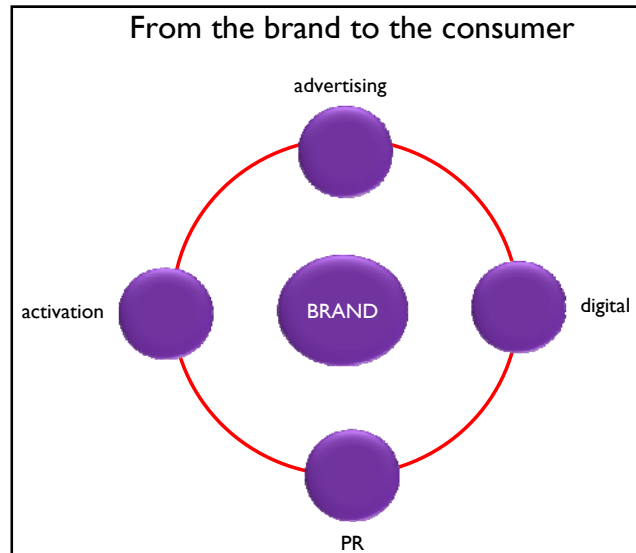 From the brand to the consumer
advertising
activation
BRAND
digital
PR